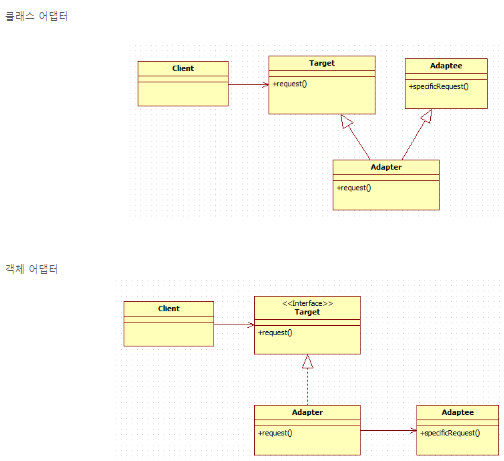 클래스 어댑터
Client
Target
+request()
Adaptee
+specificRequest()
Adapter
+request()
객체 어댑터
Client
<<Interface>>
Target
+request()
Adapter
+request()
Adaptee
+specificRequest()